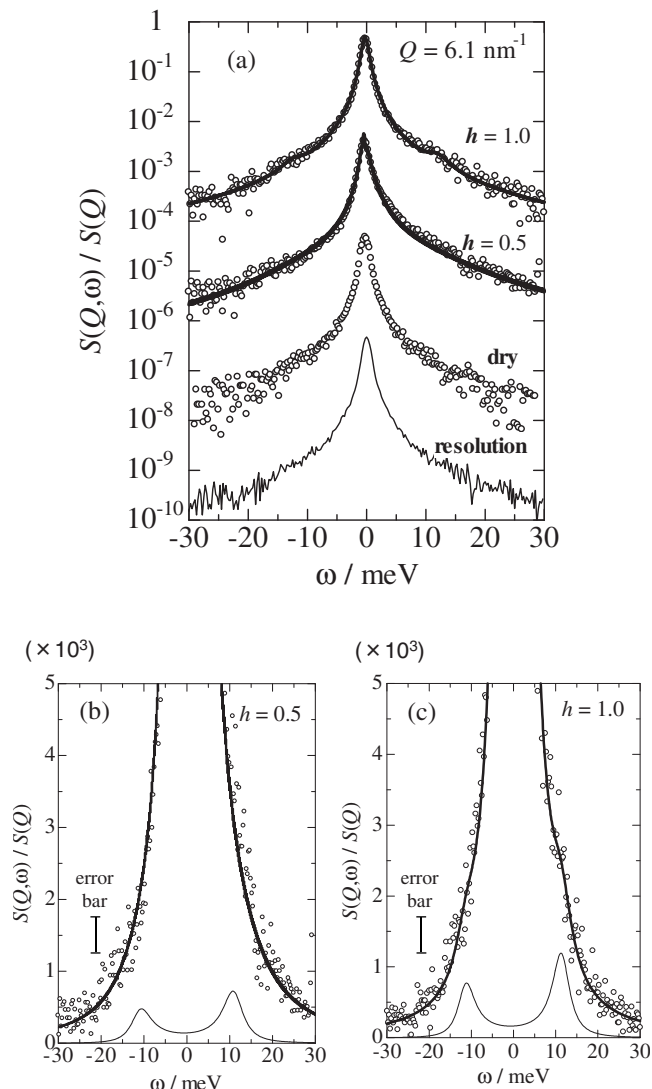 1
10⁻¹
10⁻²
10⁻³
10⁻⁴
10⁻⁵
10⁻⁶
10⁻⁷
10⁻⁸
10⁻⁹
10⁻¹⁰
S(Q,ω) / S(Q)
(a)
Q = 6.1 nm⁻¹
h = 1.0
h = 0.5
dry
resolution
-30 -20 -10 0 10 20 30
ω / meV
(× 10³)
5
4
3
2
1
0
S(Q,ω) / S(Q)
(b)
h = 0.5
error
bar
-30 -20 -10 0 10 20 30
ω / meV
(× 10³)
5
4
3
2
1
0
S(Q,ω) / S(Q)
(c)
h = 1.0
error
bar
-30 -20 -10 0 10 20 30
ω / meV